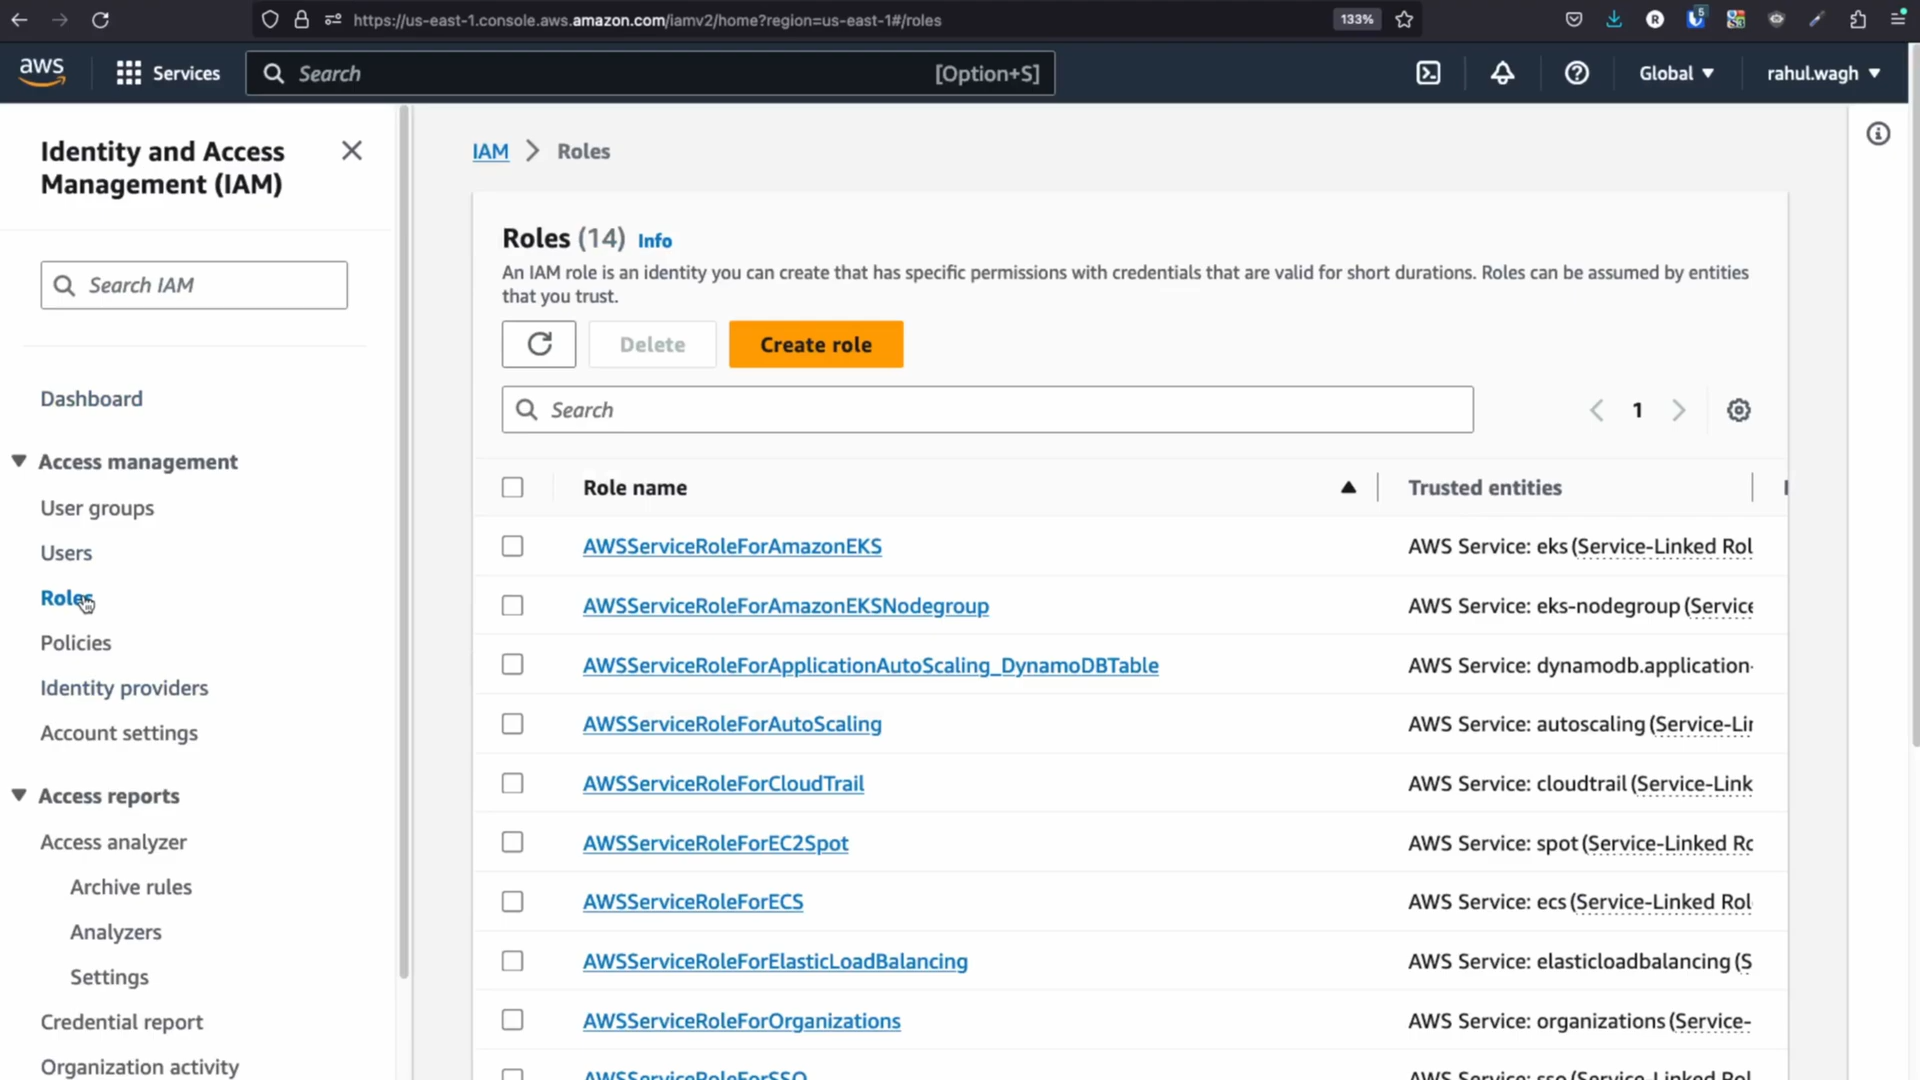 https://us-east-1.console.aws.amazon.com/iamv2/home?region=us-east-1#/roles
133%
R
5
aws
Services
Search
[Option+S]
Global
rahul.wagh
Identity and Access
Management (IAM)
Search IAM
Dashboard
Access management
User groups
Users
Roles
Policies
Identity providers
Account settings
Access reports
Access analyzer
Archive rules
Analyzers
Settings
Credential report
Organization activity
IAM > Roles
Roles (14) Info
An IAM role is an identity you can create that has specific permissions with credentials that are valid for short durations. Roles can be assumed by entities
that you trust.
Delete
Create role
Search
1
Role name
Trusted entities
AWSServiceRoleForAmazonEKS
AWS Service: eks (Service-Linked Rol
AWSServiceRoleForAmazonEKSNodegroup
AWS Service: eks-nodegroup (Service
AWSServiceRoleForApplicationAutoScaling_DynamoDBTable
AWS Service: dynamodb.application-
AWSServiceRoleForAutoScaling
AWS Service: autoscaling (Service-Lin
AWSServiceRoleForCloudTrail
AWS Service: cloudtrail (Service-Link
AWSServiceRoleForEC2Spot
AWS Service: spot (Service-Linked Ro
AWSServiceRoleForECS
AWS Service: ecs (Service-Linked Rol
AWSServiceRoleForElasticLoadBalancing
AWS Service: elasticloadbalancing (S
AWSServiceRoleForOrganizations
AWS Service: organizations (Service-
AWSServiceRoleForSSO
AWS Service: sso (Service-Linked Rol